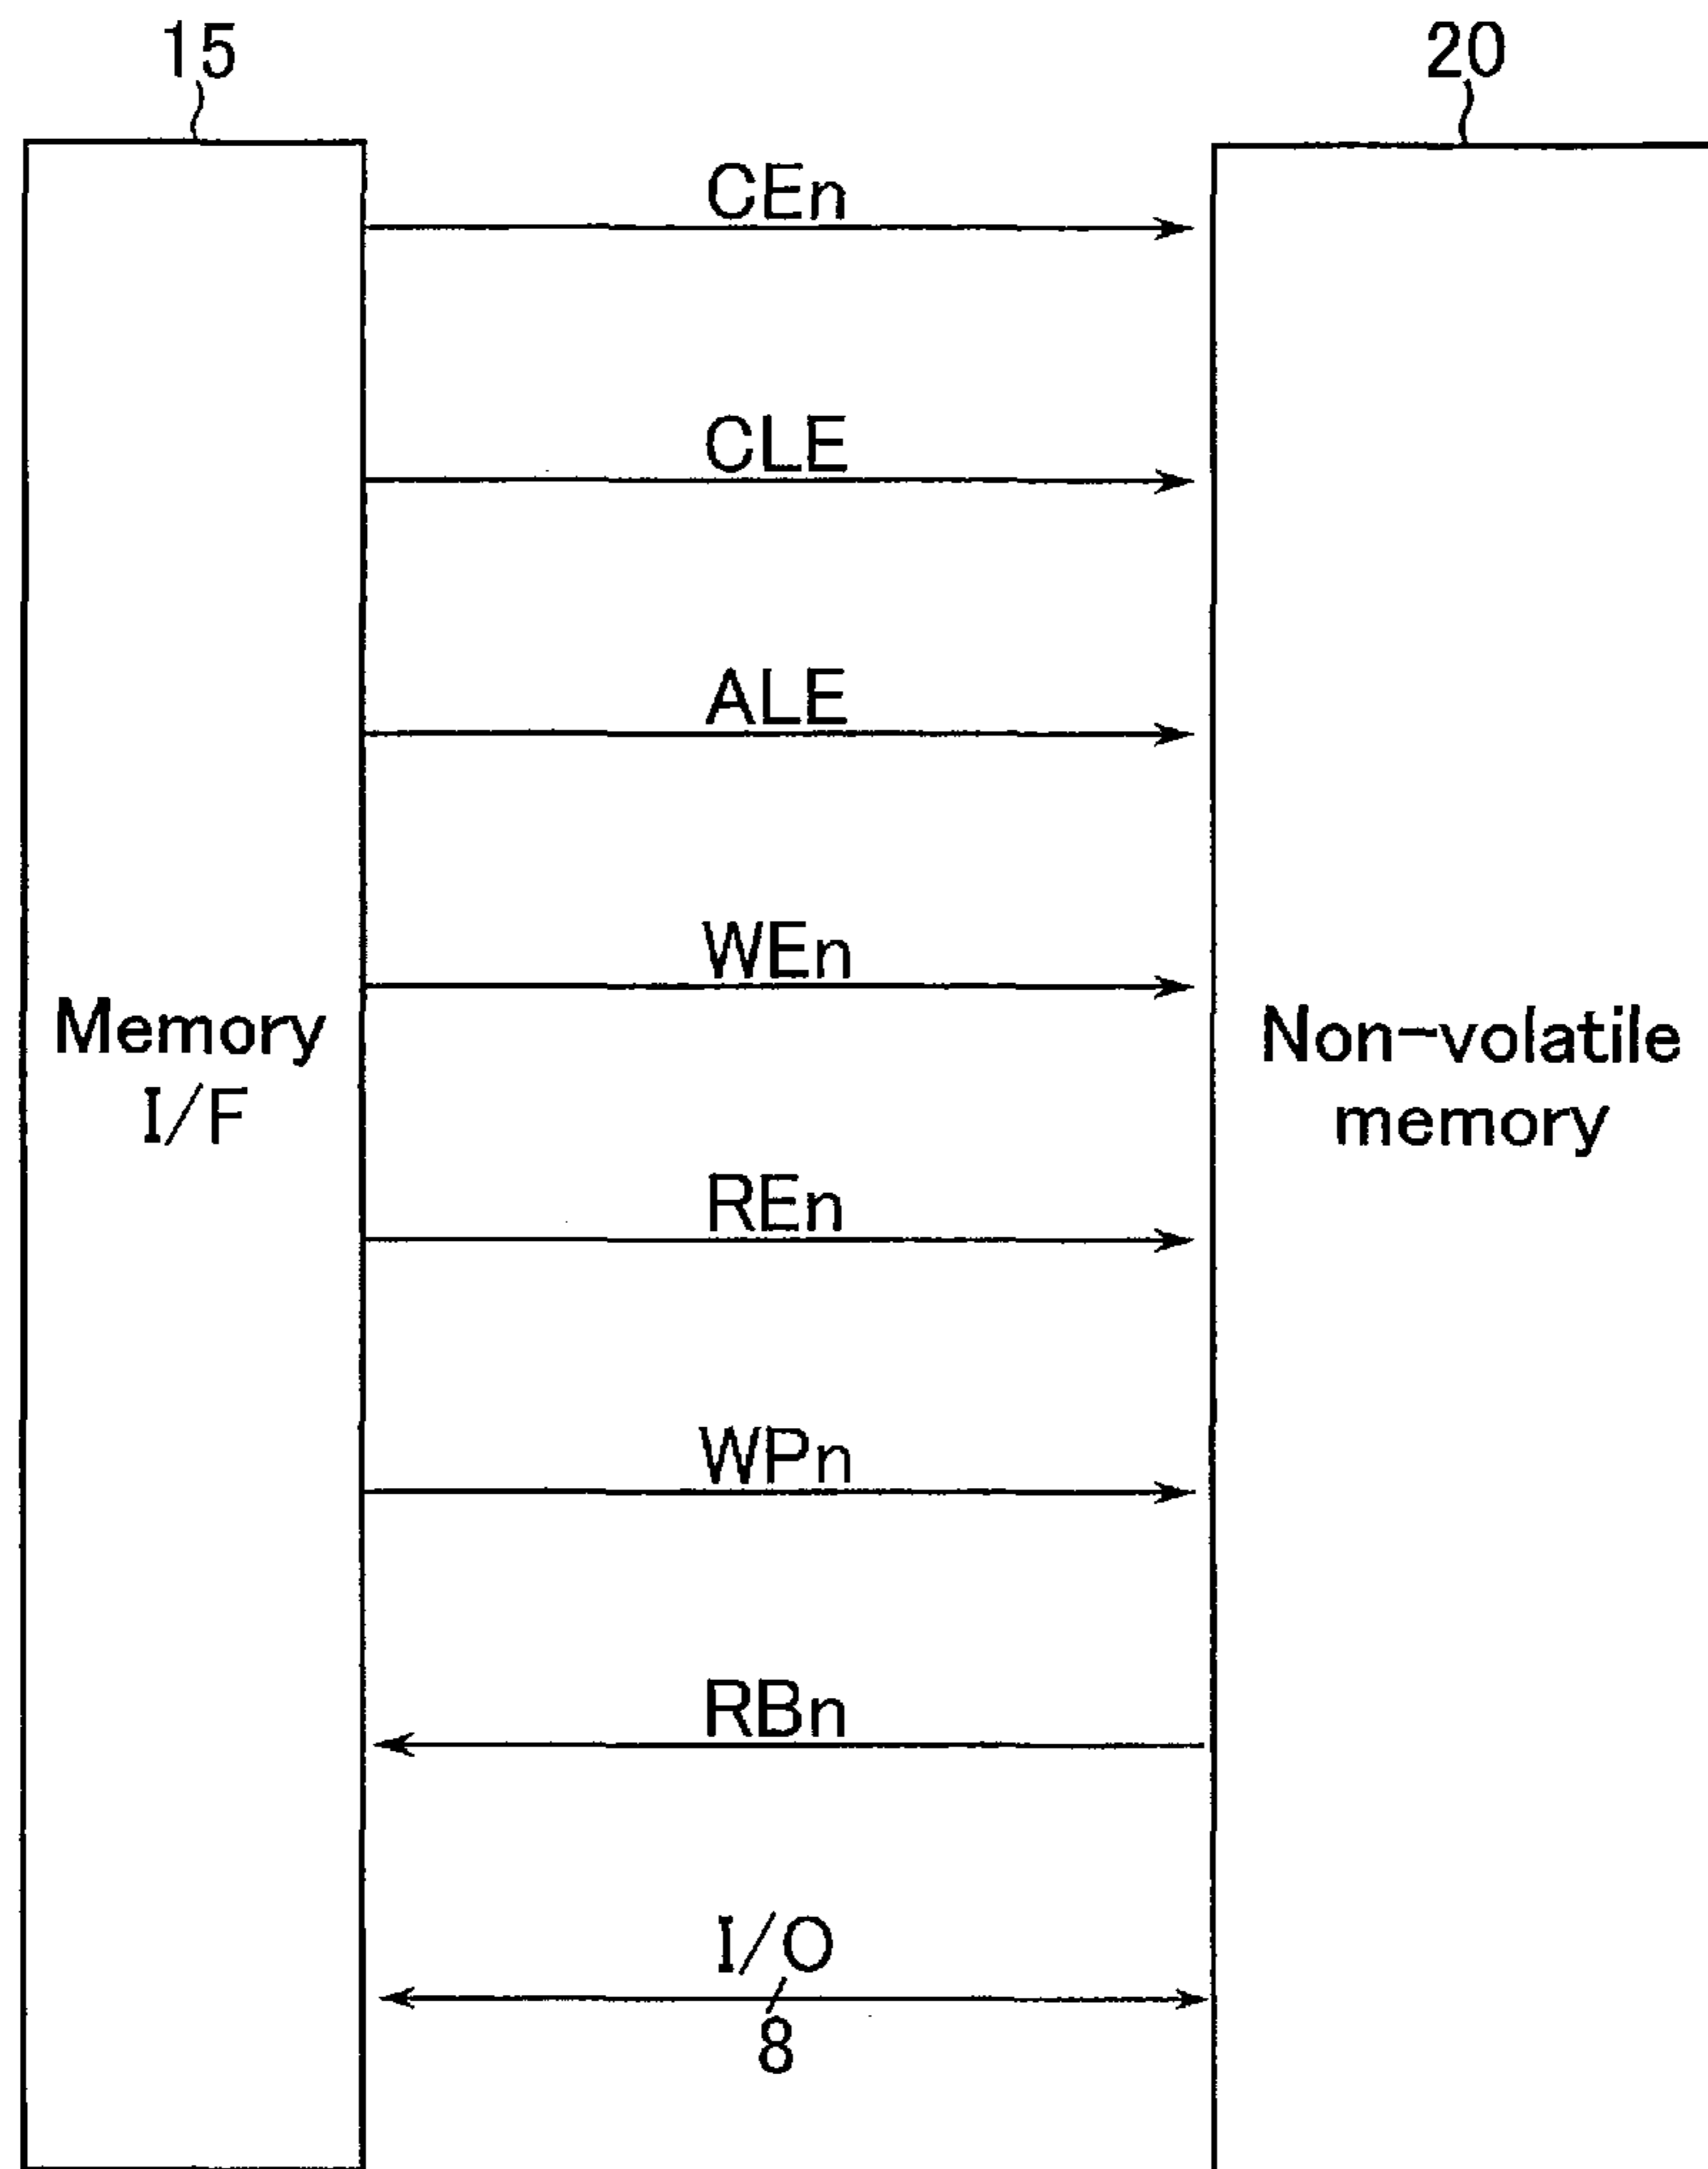 15
20
CEn
CLE
ALE
WEn
Memory
I/F
Non-volatile
memory
REn
WPn
RBn
I/O
8